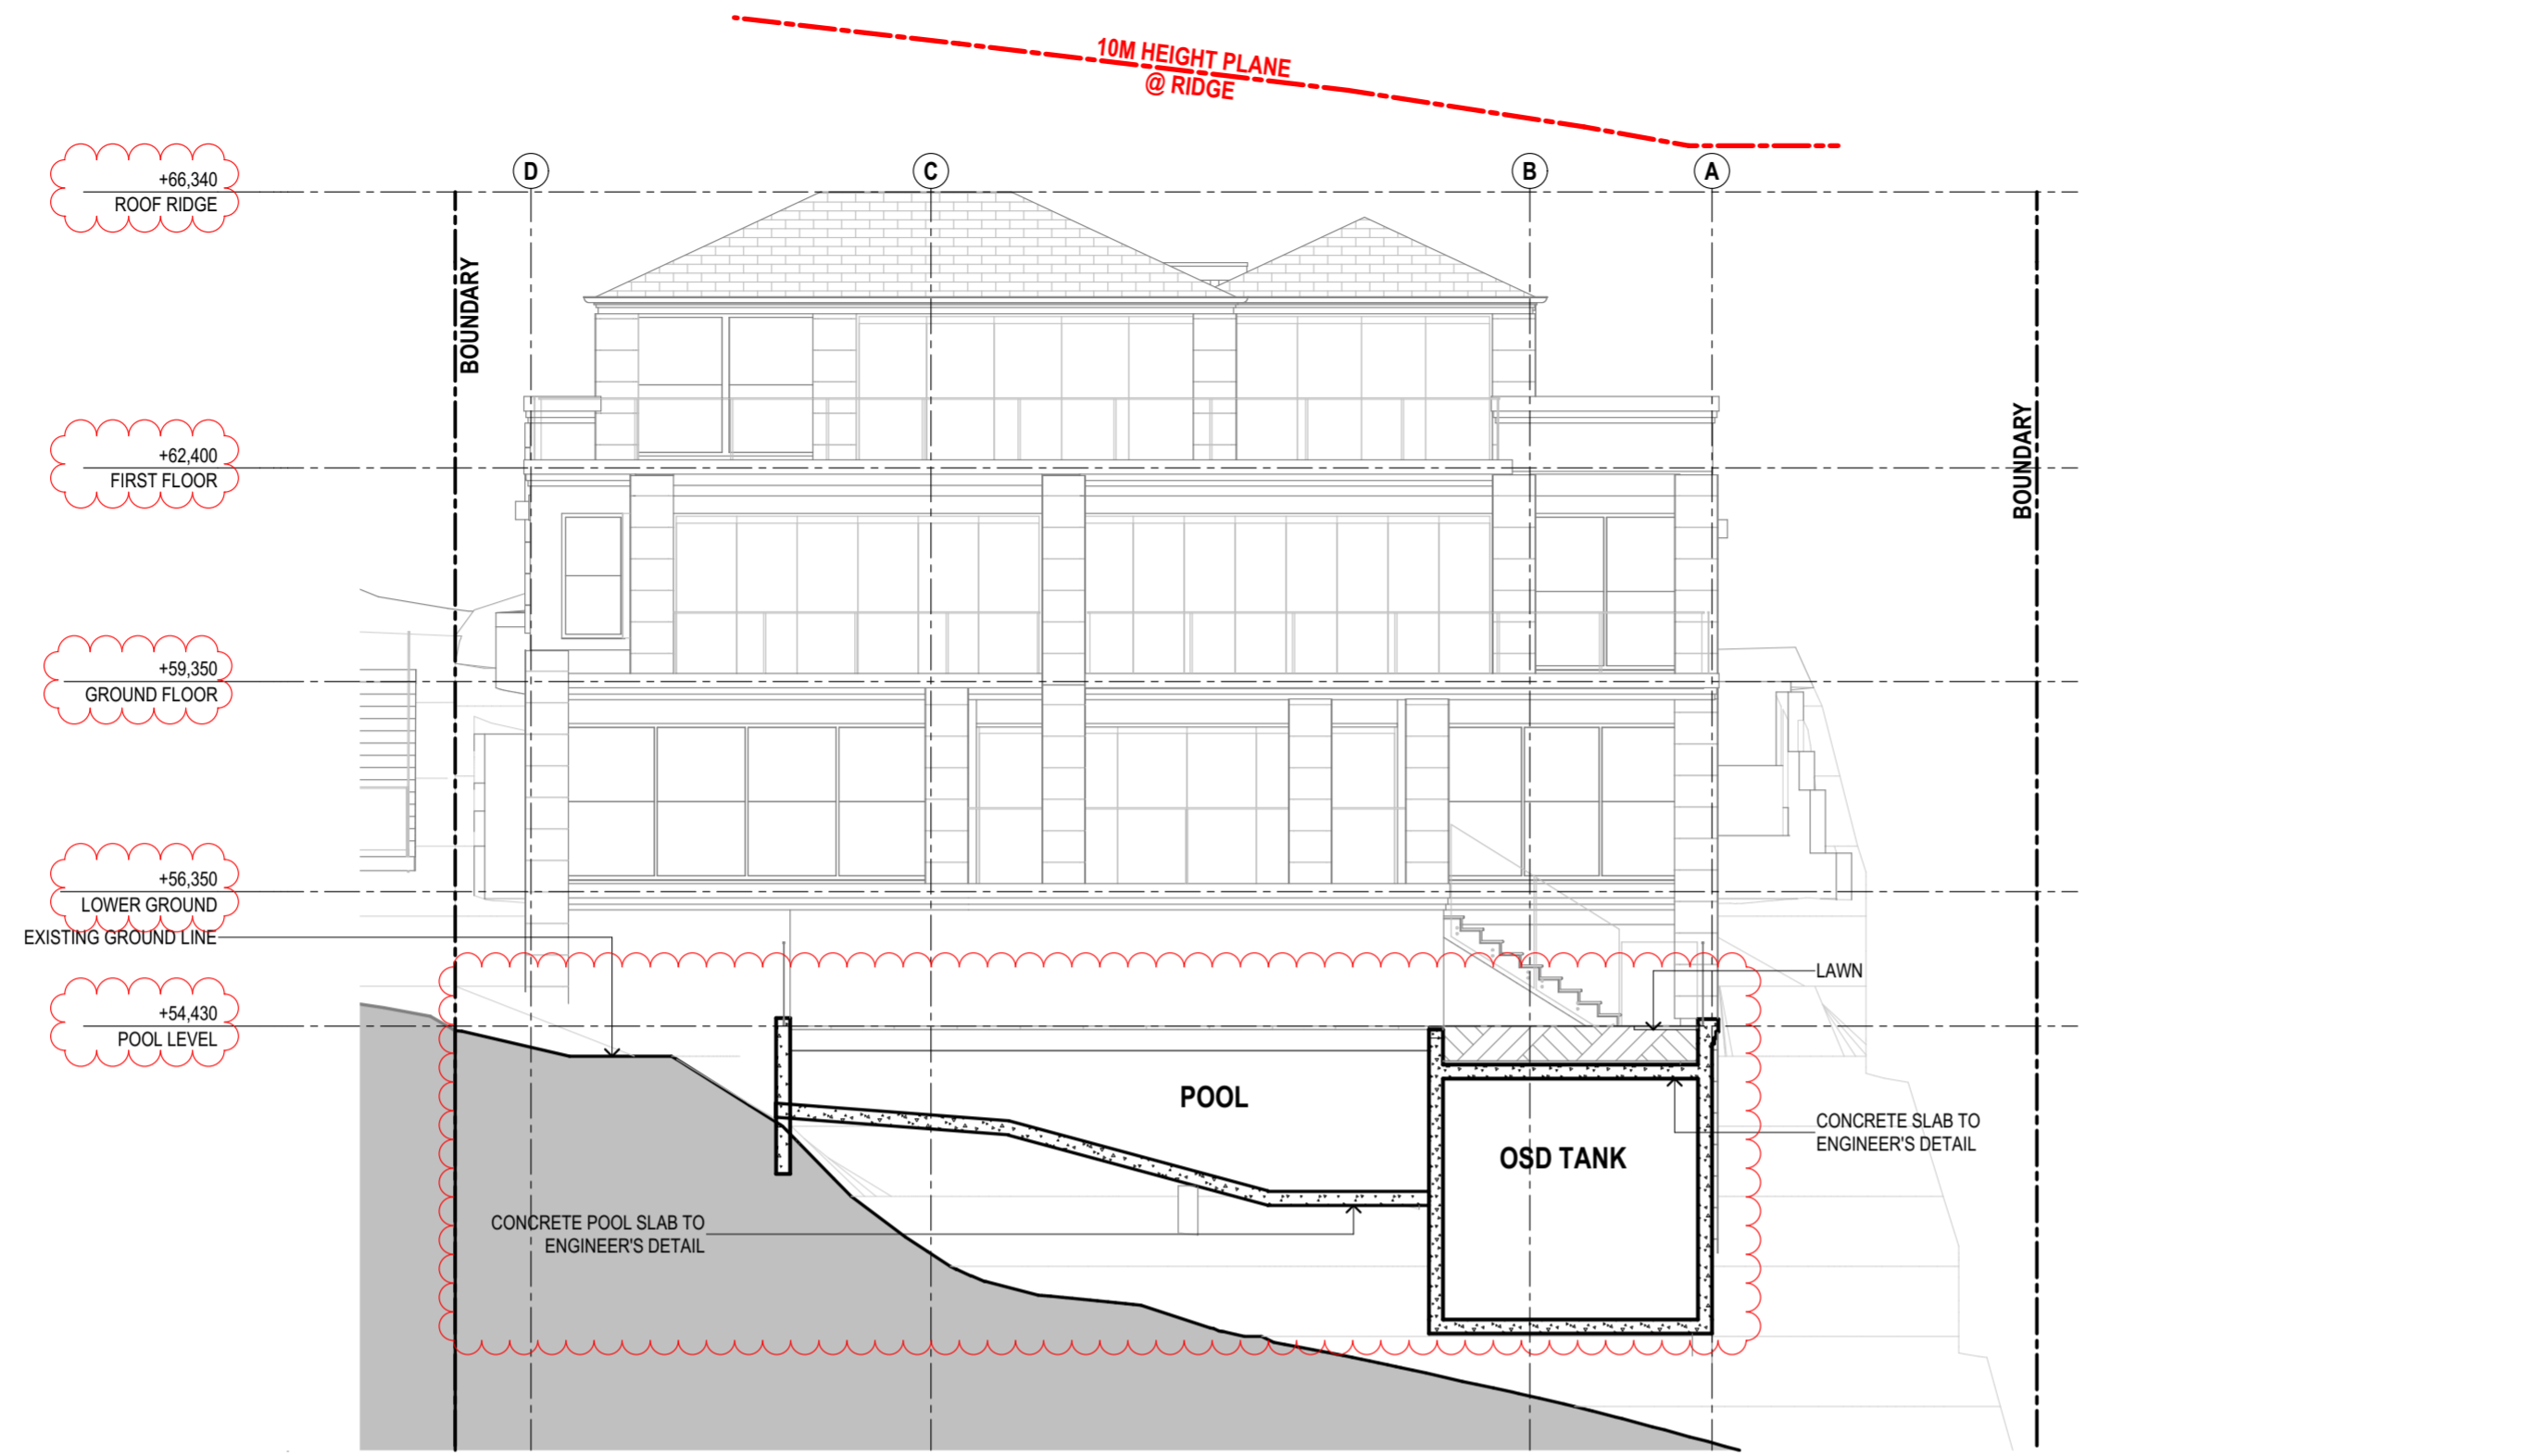 10M HEIGHT PLANE
@ RIDGE
D
C
B
A
+66,340
ROOF RIDGE
BOUNDARY
BOUNDARY
+62,400
FIRST FLOOR
+59,350
GROUND FLOOR
+56,350
LOWER GROUND
EXISTING GROUND LINE
LAWN
+54,430
POOL LEVEL
POOL
CONCRETE SLAB TO
ENGINEER'S DETAIL
OSD TANK
CONCRETE POOL SLAB TO
ENGINEER'S DETAIL